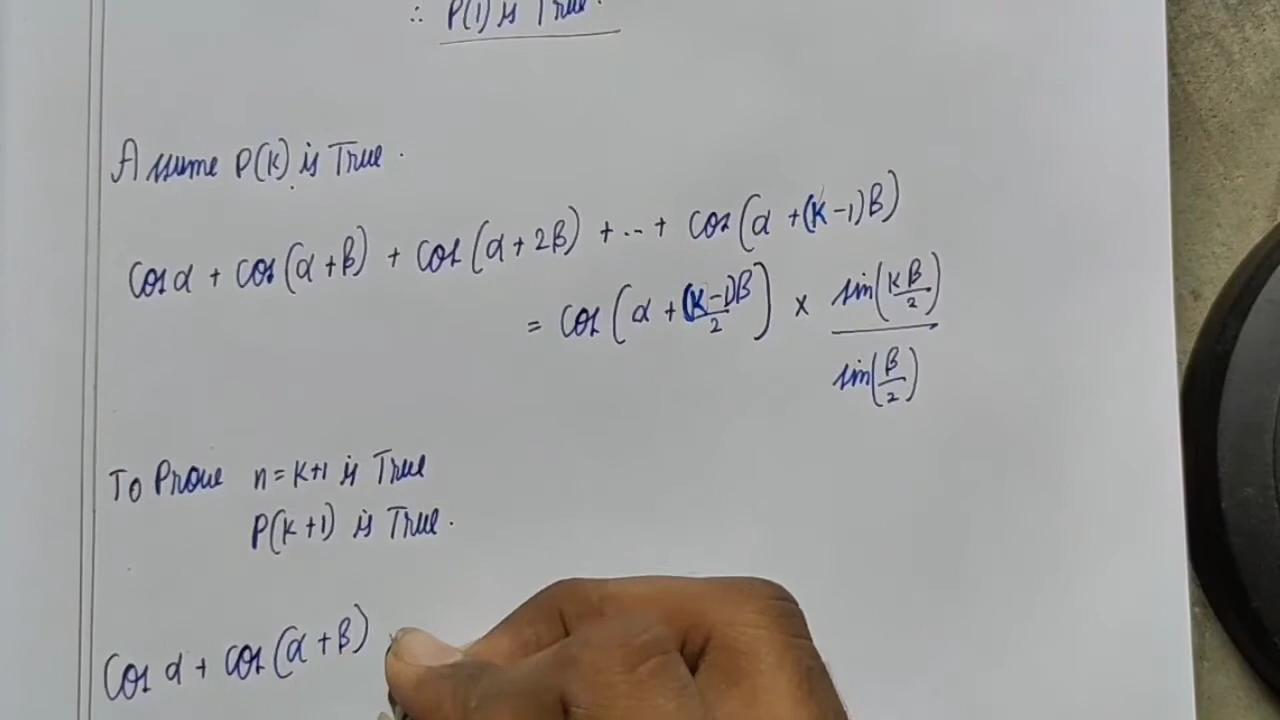 ∴ P(1) is True.
Assume P(K) is True.
cos α + cos(α+β) + cos(α+2β) + ... + cos(α+(K-1)β)
= cos(α + (K-1)β/2) × sin(Kβ/2) / sin(β/2)
To Prove n = K+1 is True
P(K+1) is True.
cos α + cos(α+β)